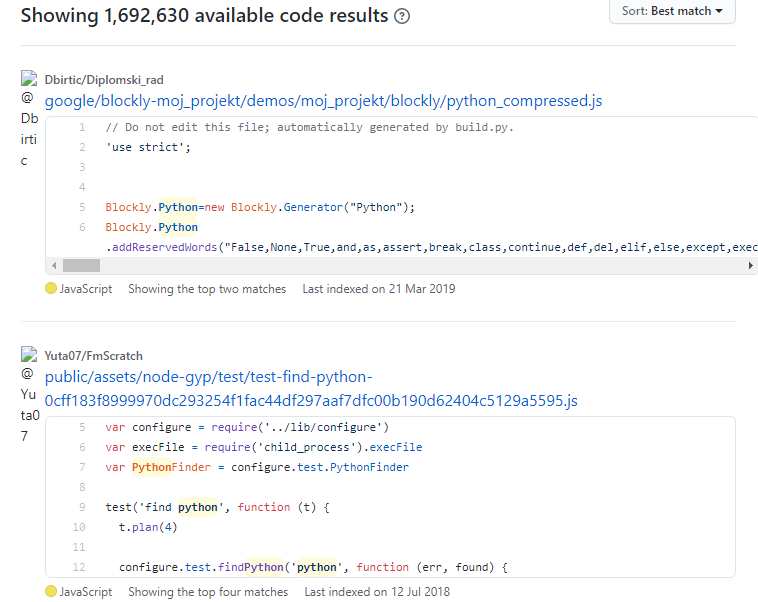 Showing 1,692,630 available code results ?
Sort: Best match
@Dbirtic
Dbirtic/Diplomski_rad
google/blockly-moj_projekt/demos/moj_projekt/blockly/python_compressed.js
1 // Do not edit this file; automatically generated by build.py.
2 'use strict';
3
4
5 Blockly.Python=new Blockly.Generator("Python");
6 Blockly.Python
.addReservedWords("False,None,True,and,as,assert,break,class,continue,def,del,elif,else,except,exec
JavaScript Showing the top two matches Last indexed on 21 Mar 2019
@Yuta07
Yuta07/FmScratch
public/assets/node-gyp/test/test-find-python-
0cff183f8999970dc293254f1fac44df297aaf7dfc00b190d62404c5129a5595.js
5 var configure = require('../lib/configure')
6 var execFile = require('child_process').execFile
7 var PythonFinder = configure.test.PythonFinder
8
9 test('find python', function (t) {
10 t.plan(4)
11
12 configure.test.findPython('python', function (err, found) {
JavaScript Showing the top four matches Last indexed on 12 Jul 2018